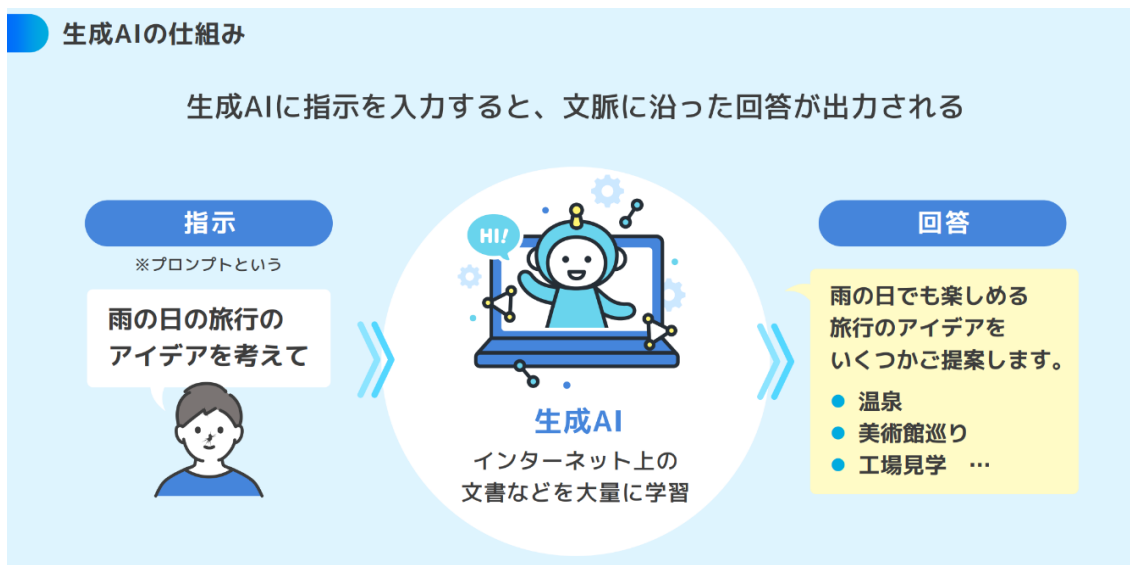 生成AIの仕組み
生成AIに指示を入力すると、文脈に沿った回答が出力される
指示
※プロンプトという
雨の日の旅行の
アイデアを考えて
HI!
生成AI
インターネット上の
文書などを大量に学習
回答
雨の日でも楽しめる
旅行のアイデアを
いくつかご提案します。
● 温泉
● 美術館巡り
● 工場見学　…